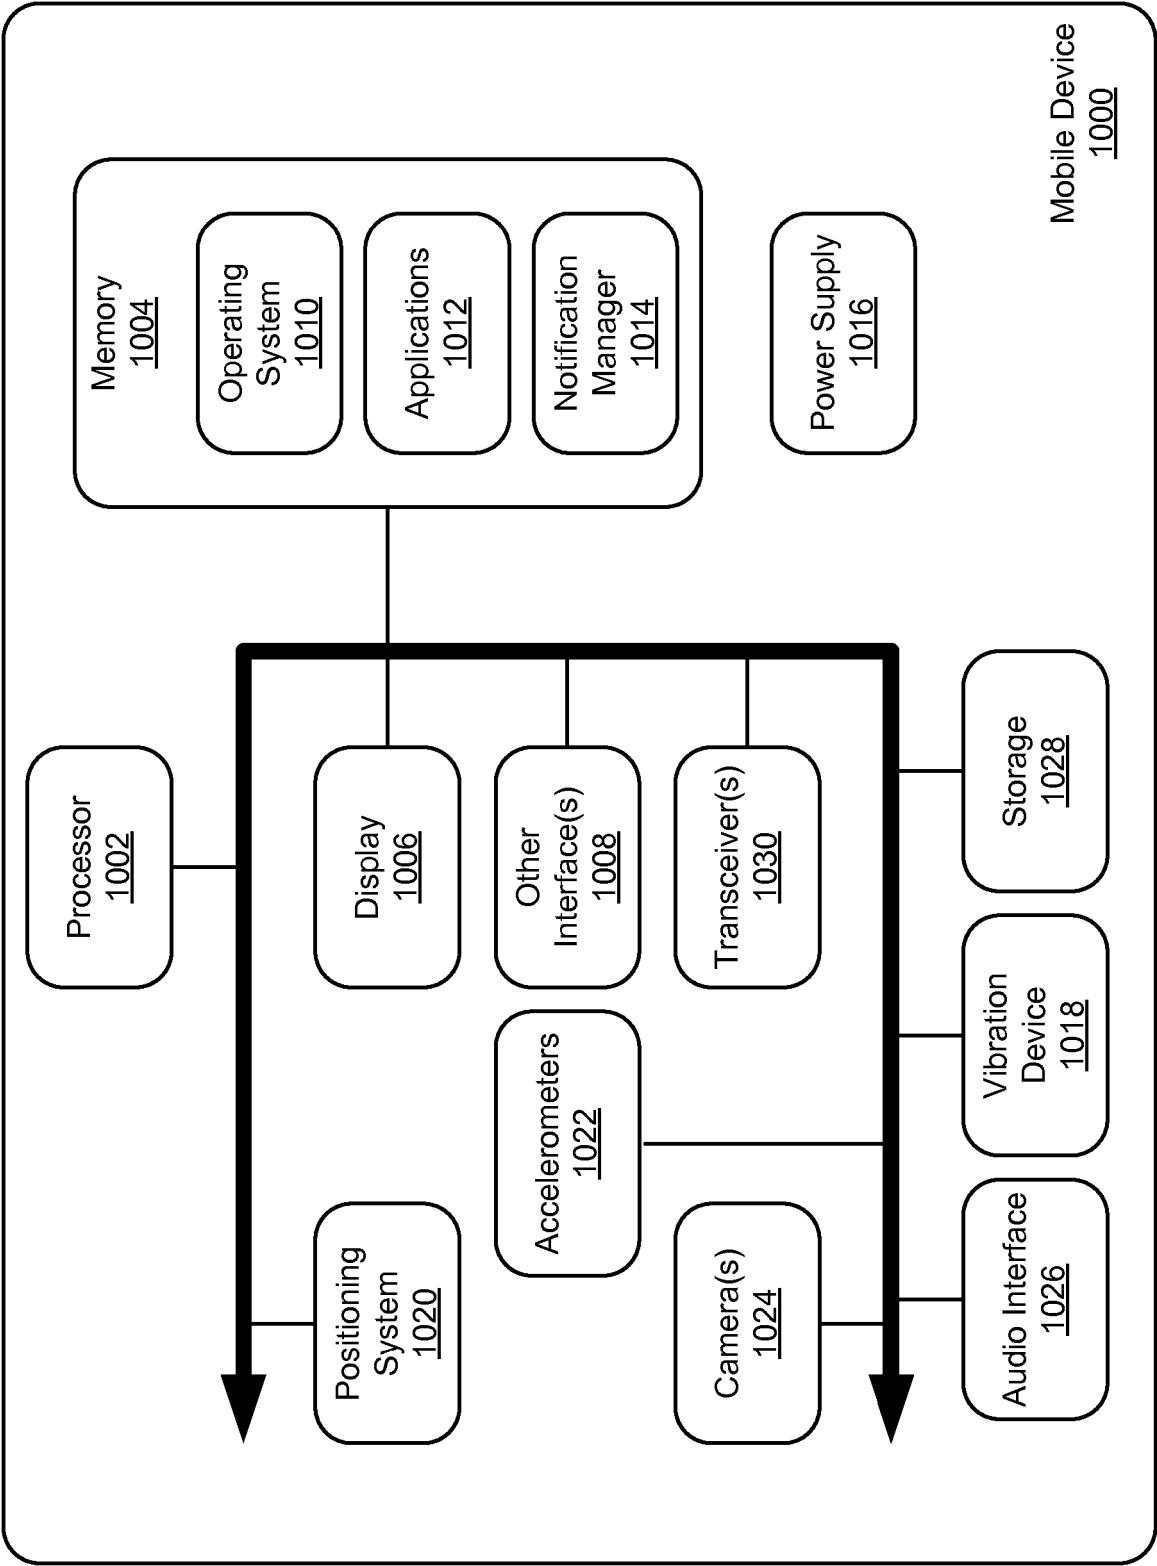 Processor
1002
Memory
1004
Operating
System
1010
Positioning
System
1020
Display
1006
Applications
1012
Accelerometers
1022
Other
Interface(s)
1008
Notification
Manager
1014
Camera(s)
1024
Transceiver(s)
1030
Power Supply
1016
Audio Interface
1026
Vibration
Device
1018
Storage
1028
Mobile Device
1000